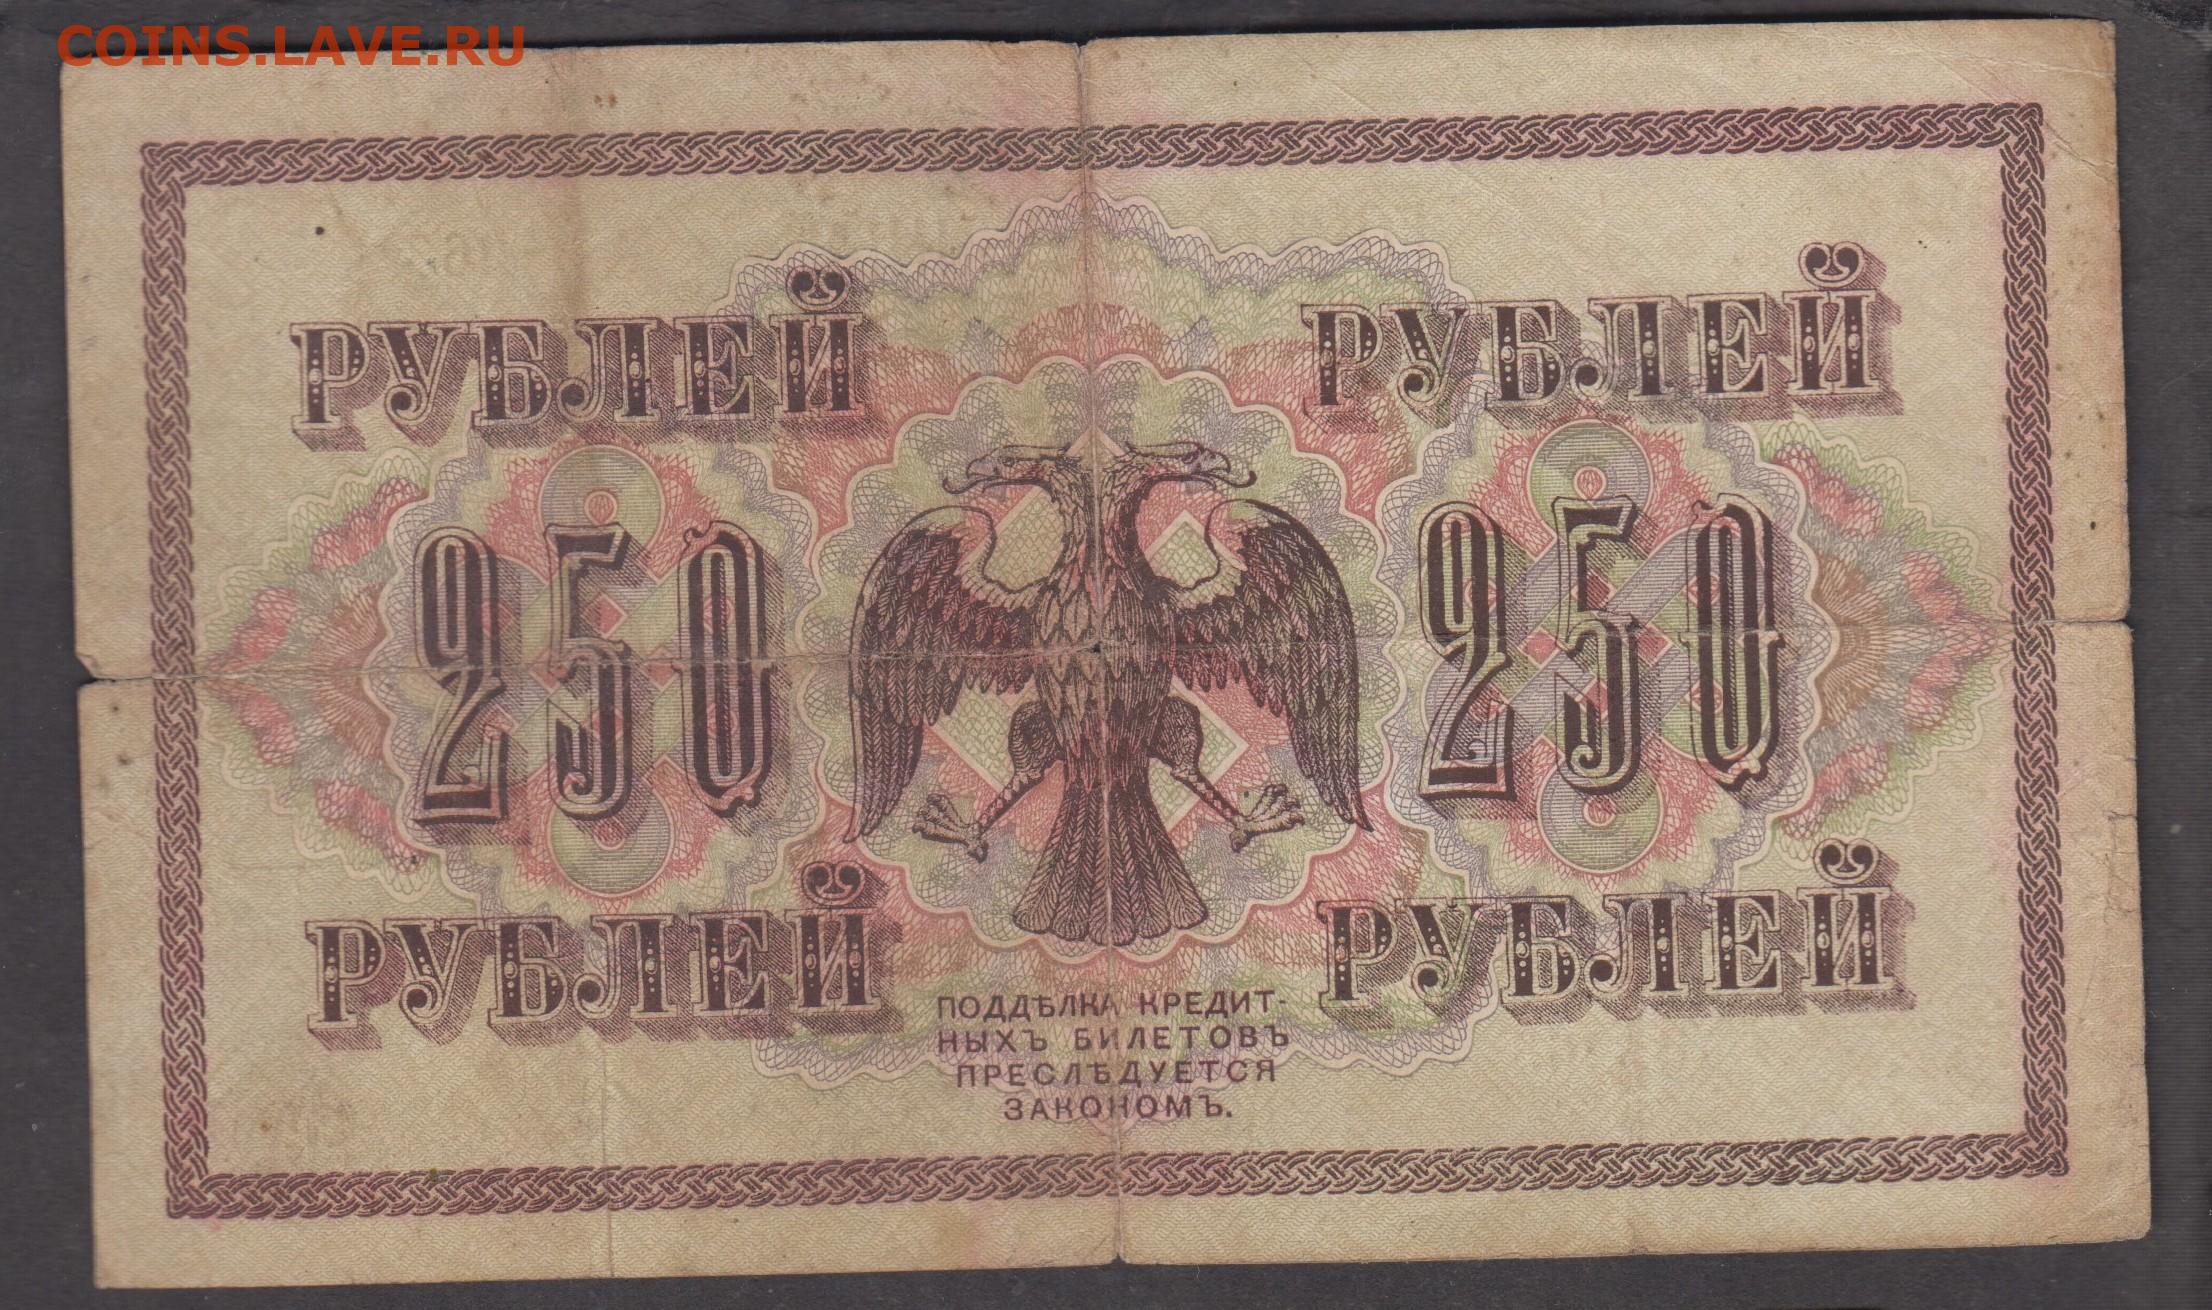 COINS.LAVE.RU
РУБЛЕЙ РУБЛЕЙ
250 250
РУБЛЕЙ РУБЛЕЙ
ПОДДѢЛКА КРЕДИТ-
НЫХЪ БИЛЕТОВЪ
ПРЕСЛѢДУЕТСЯ
ЗАКОНОМЪ.